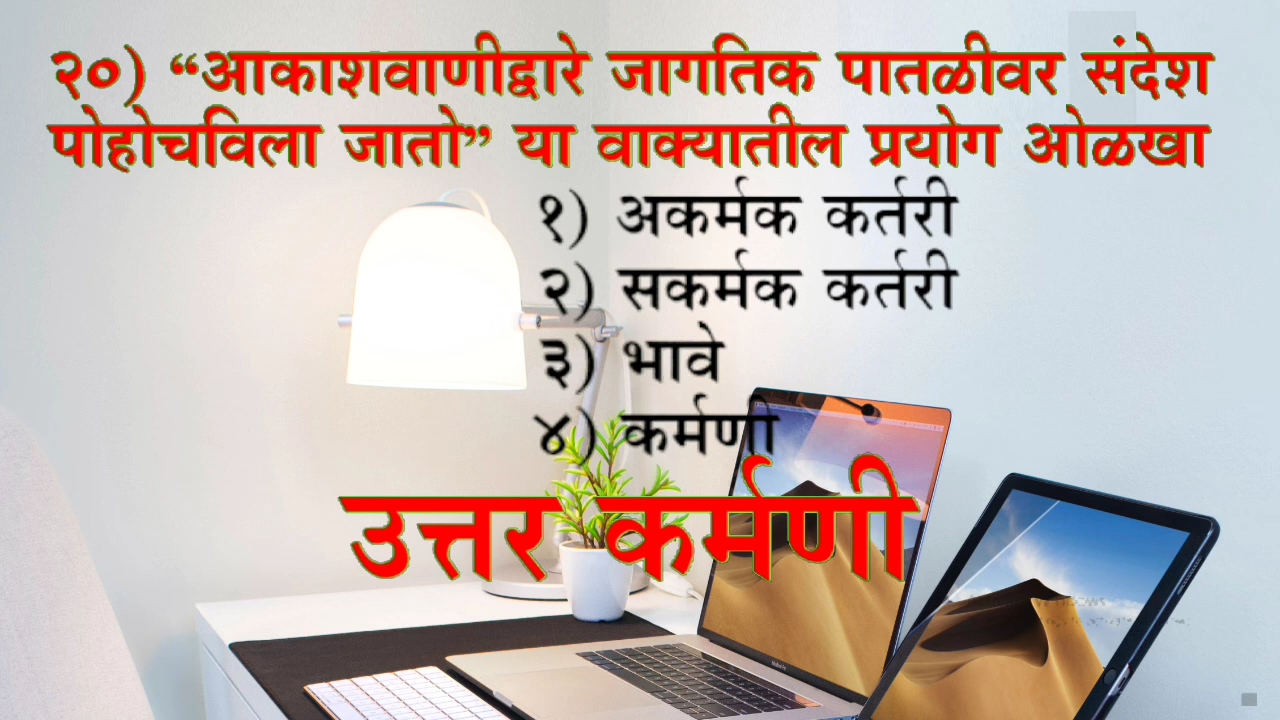 २०) “आकाशवाणीद्वारे जागतिक पातळीवर संदेश
पोहोचविला जातो” या वाक्यातील प्रयोग ओळखा
१) अकर्मक कर्तरी
२) सकर्मक कर्तरी
३) भावे
४) कर्मणी
उत्तर कर्मणी